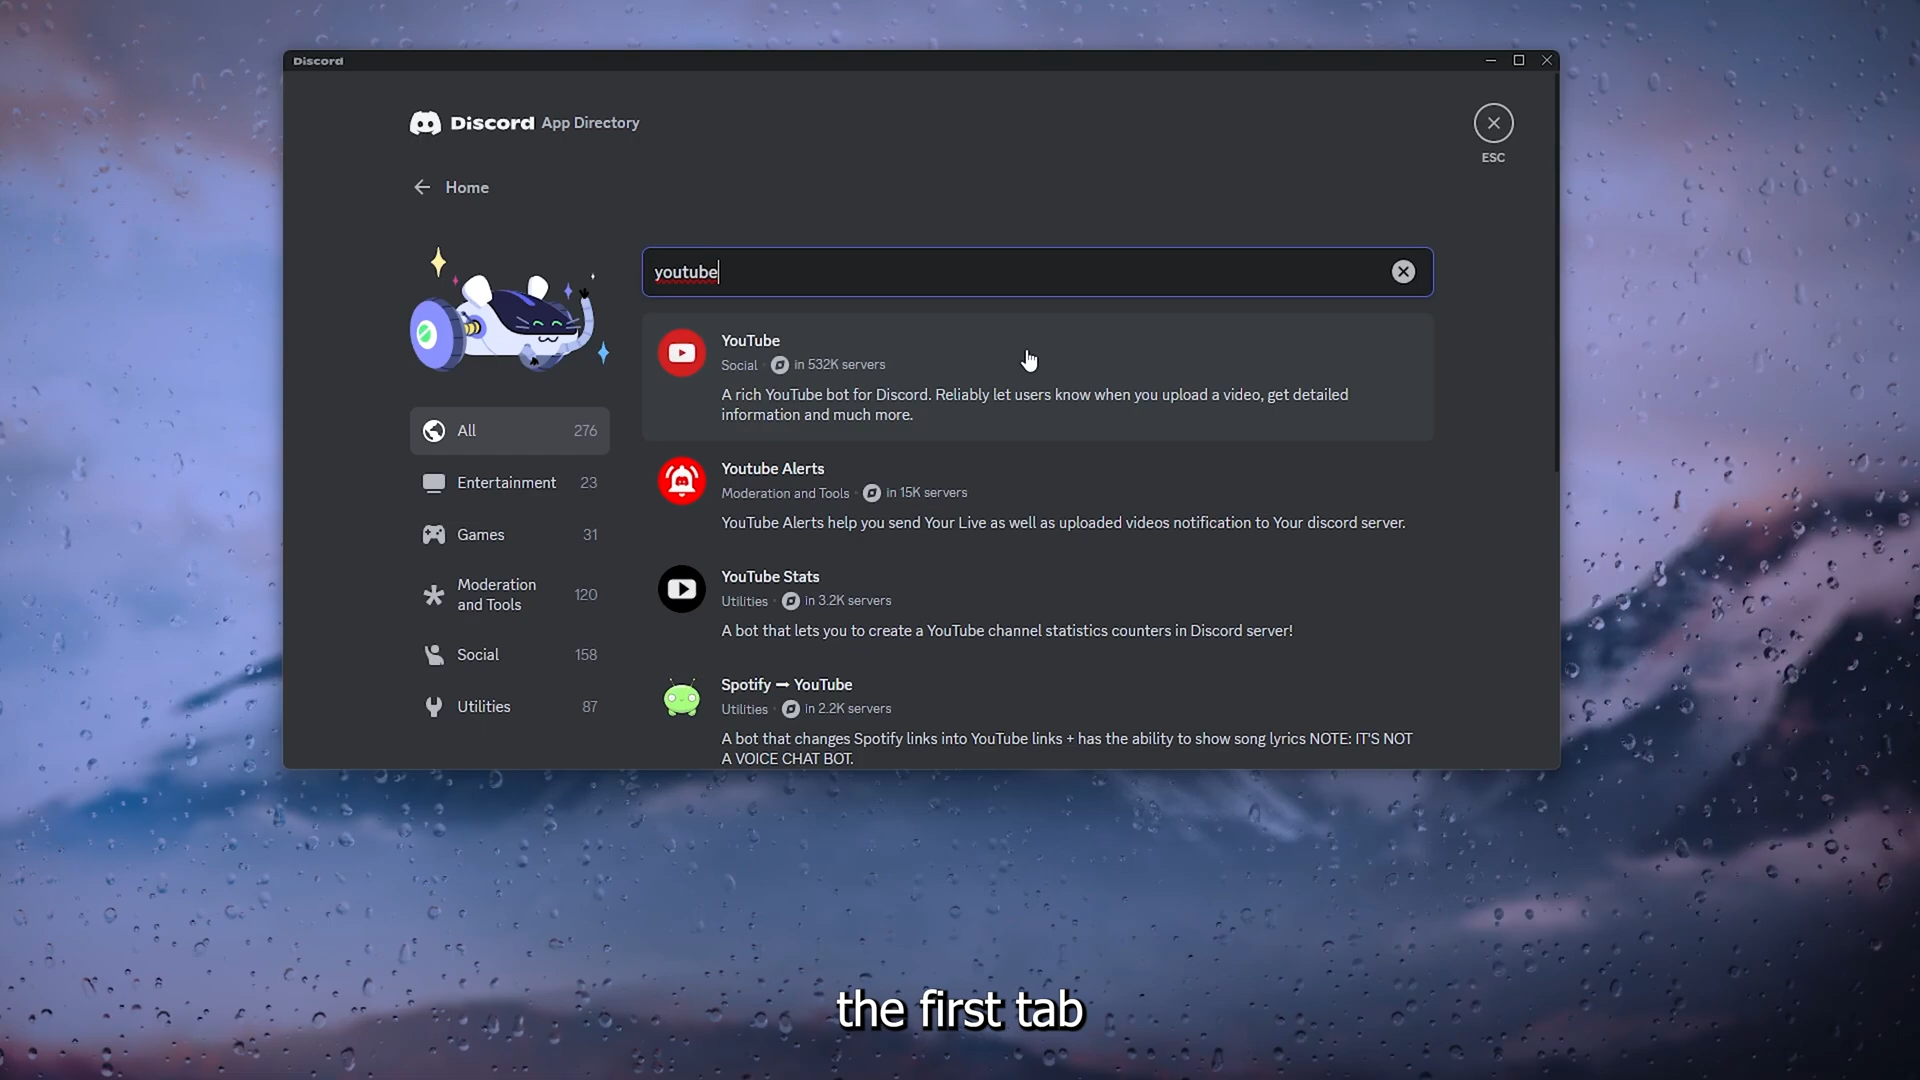 Discord
Discord App Directory
ESC
Home
youtube
YouTube
Social in 532K servers
A rich YouTube bot for Discord. Reliably let users know when you upload a video, get detailed
information and much more.
All 276
Entertainment 23
Games 31
Moderation
and Tools 120
Social 158
Utilities 87
Youtube Alerts
Moderation and Tools in 15K servers
YouTube Alerts help you send Your Live as well as uploaded videos notification to Your discord server.
YouTube Stats
Utilities in 3.2K servers
A bot that lets you to create a YouTube channel statistics counters in Discord server!
Spotify ➞ YouTube
Utilities in 2.2K servers
A bot that changes Spotify links into YouTube links + has the ability to show song lyrics NOTE: IT'S NOT
A VOICE CHAT BOT.
the first tab